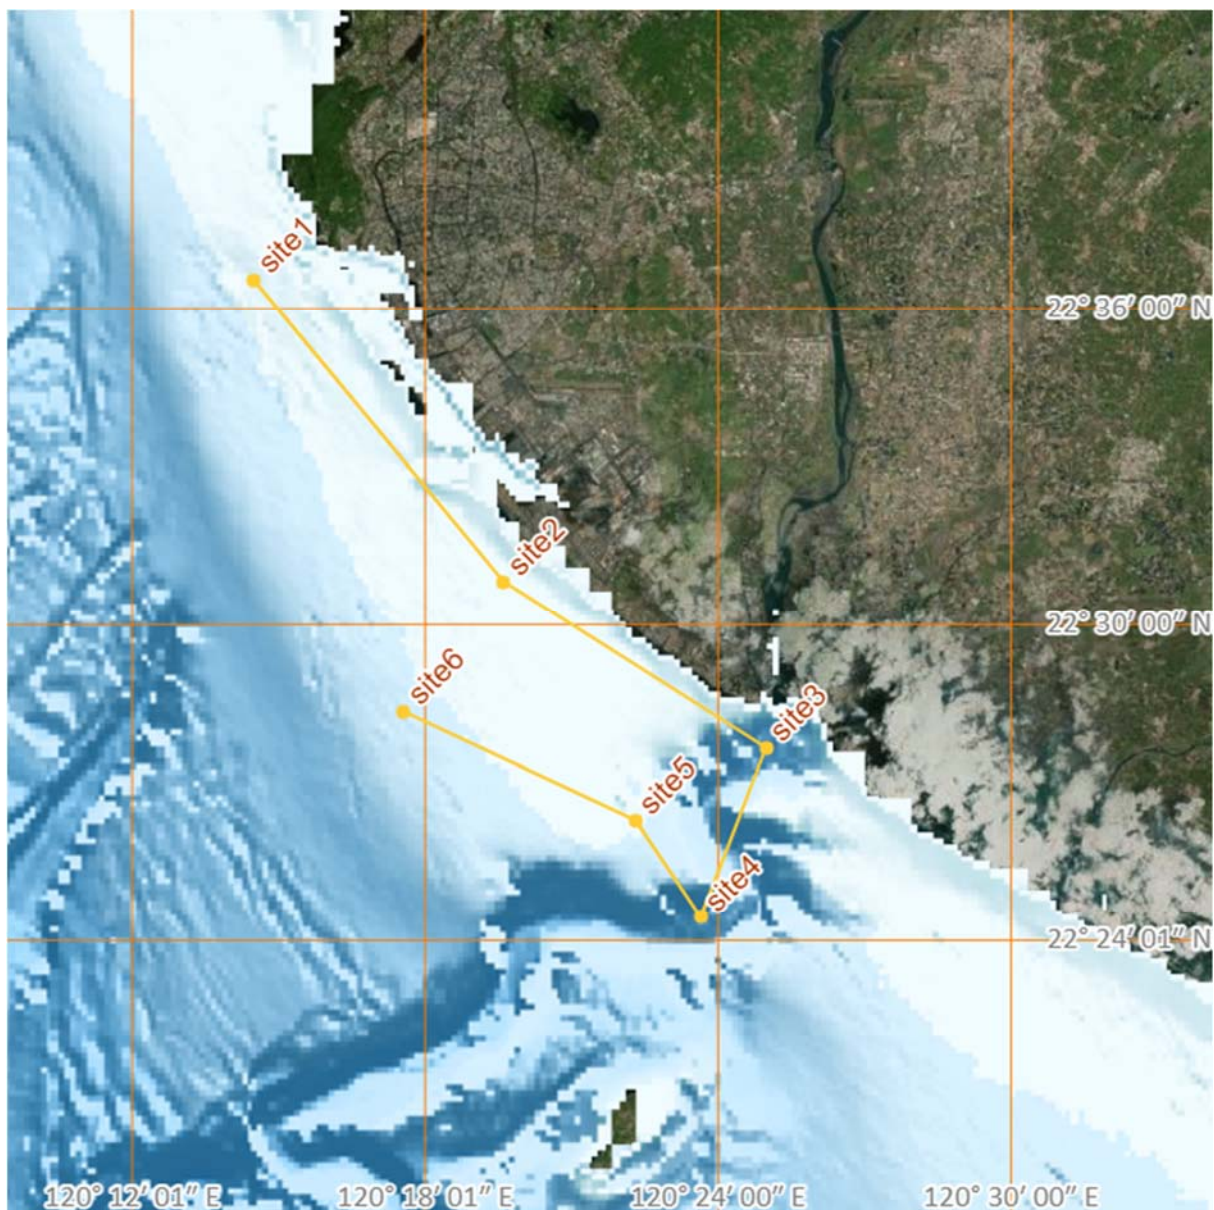 site1
22° 36′ 00″ N
site2
22° 30′ 00″ N
site6
site3
site5
site4
22° 24′ 01″ N
120° 12′ 01″ E
120° 18′ 01″ E
120° 24′ 00″ E
120° 30′ 00″ E